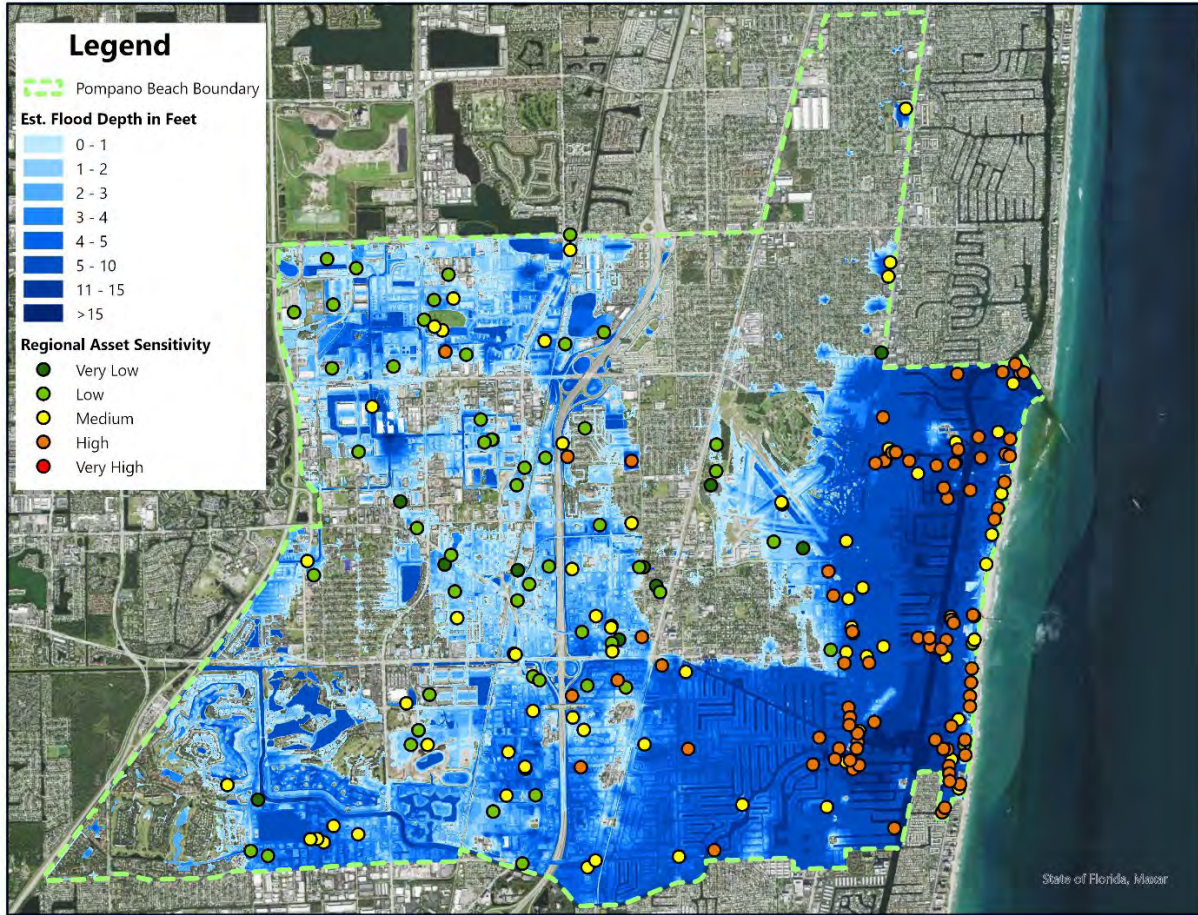 Legend
Pompano Beach Boundary
Est. Flood Depth in Feet
0 - 1
1 - 2
2 - 3
3 - 4
4 - 5
5 - 10
11 - 15
>15
Regional Asset Sensitivity
Very Low
Low
Medium
High
Very High
State of Florida, Maxar